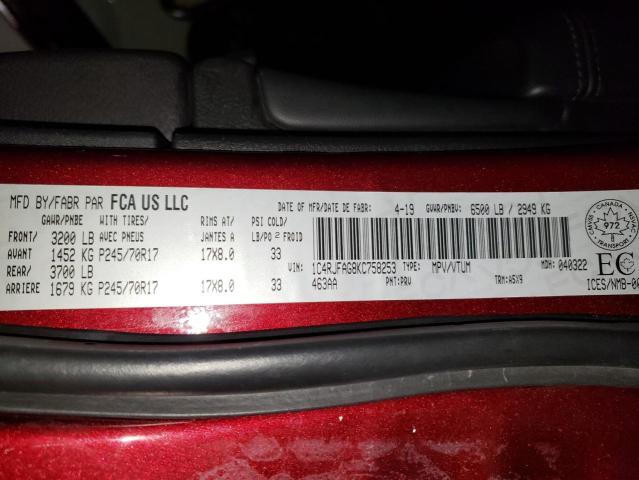 MFD BY/FABR PAR FCA US LLC
DATE OF MFR/DATE DE FABR: 4-19 GVWR/PNBV: 6500 LB / 2949 KG
GAWR/PNBE WITH TIRES/ RIMS AT/ PSI COLD/
FRONT/ 3200 LB AVEC PNEUS JANTES A LB/PO² FROID
AVANT 1452 KG P245/70R17 17X8.0 33
REAR/ 3700 LB
ARRIERE 1679 KG P245/70R17 17X8.0 33
VIN: 1C4RJFAG8KC758253 TYPE: MPV/VTUM MDH: 040322
463AA PNT: PRV TRM: A5X9
CANADA
972
TRANSPORT
EC
ICES/NMB-00